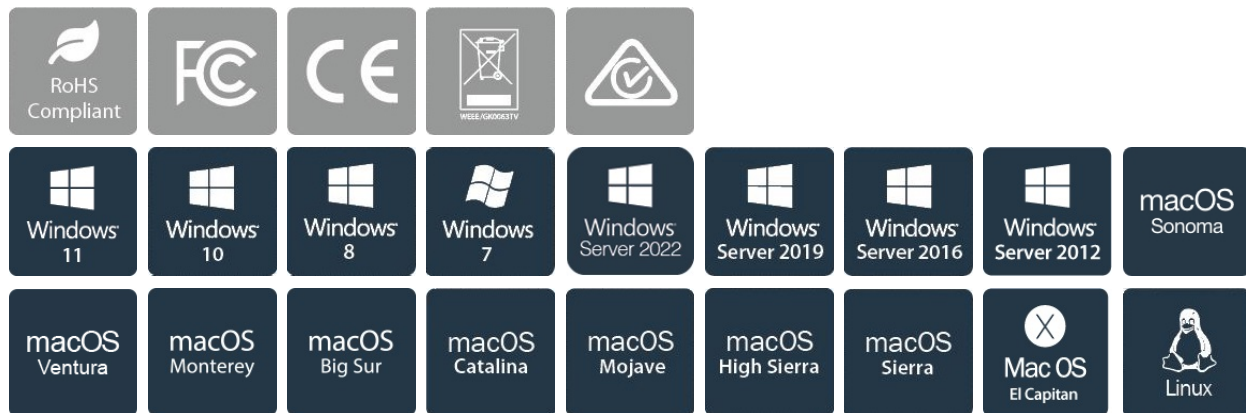 RoHS
Compliant
FC
CE
WEEE/GK0063TV
Windows
11
Windows
10
Windows
8
Windows
7
Windows
Server 2022
Windows
Server 2019
Windows
Server 2016
Windows
Server 2012
macOS
Sonoma
macOS
Ventura
macOS
Monterey
macOS
Big Sur
macOS
Catalina
macOS
Mojave
macOS
High Sierra
macOS
Sierra
X
Mac OS
El Capitan
Linux